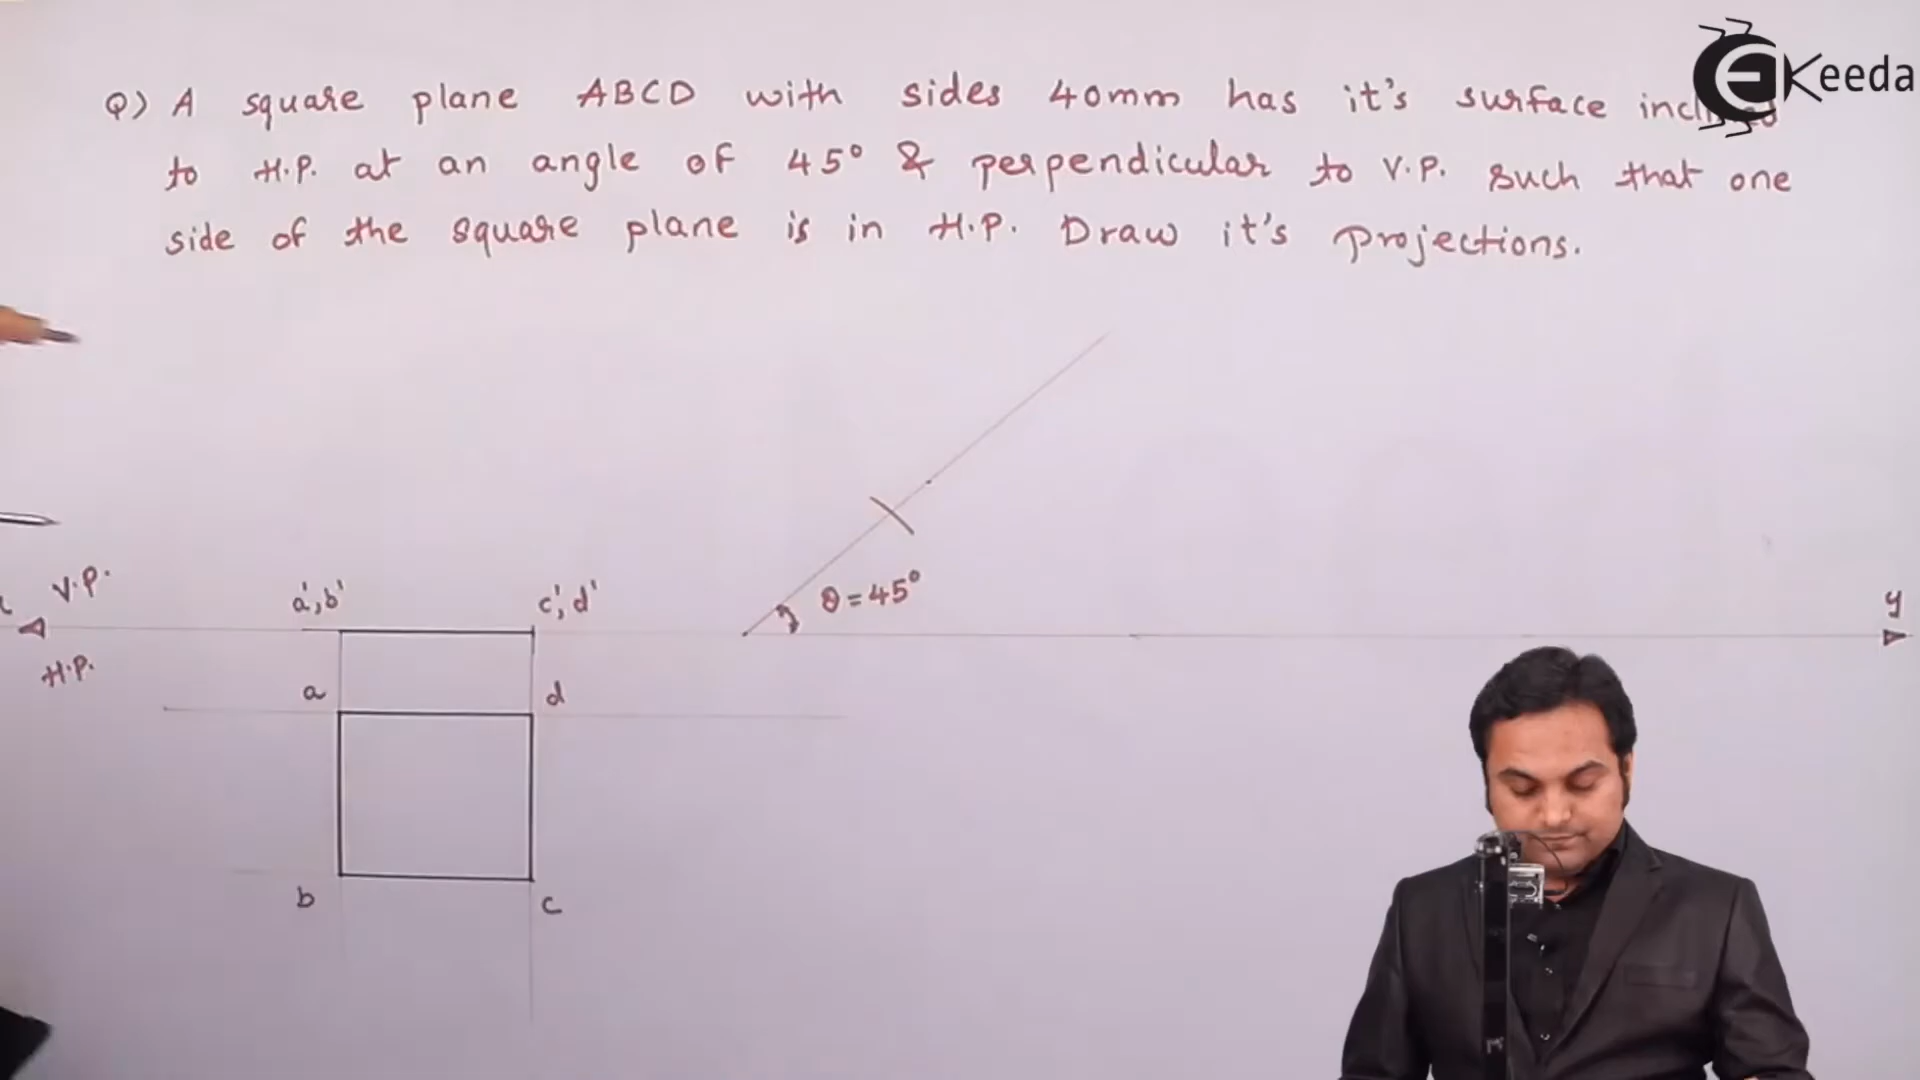 Keeda
Q) A square plane ABCD with sides 40mm has it's surface
to H.P. at an angle of 45° & perpendicular to V.P. such that one
side of the square plane is in H.P. Draw it's projections.
θ=45°
V.P.
a',b'
c',d'
y
H.P.
a
d
b
c